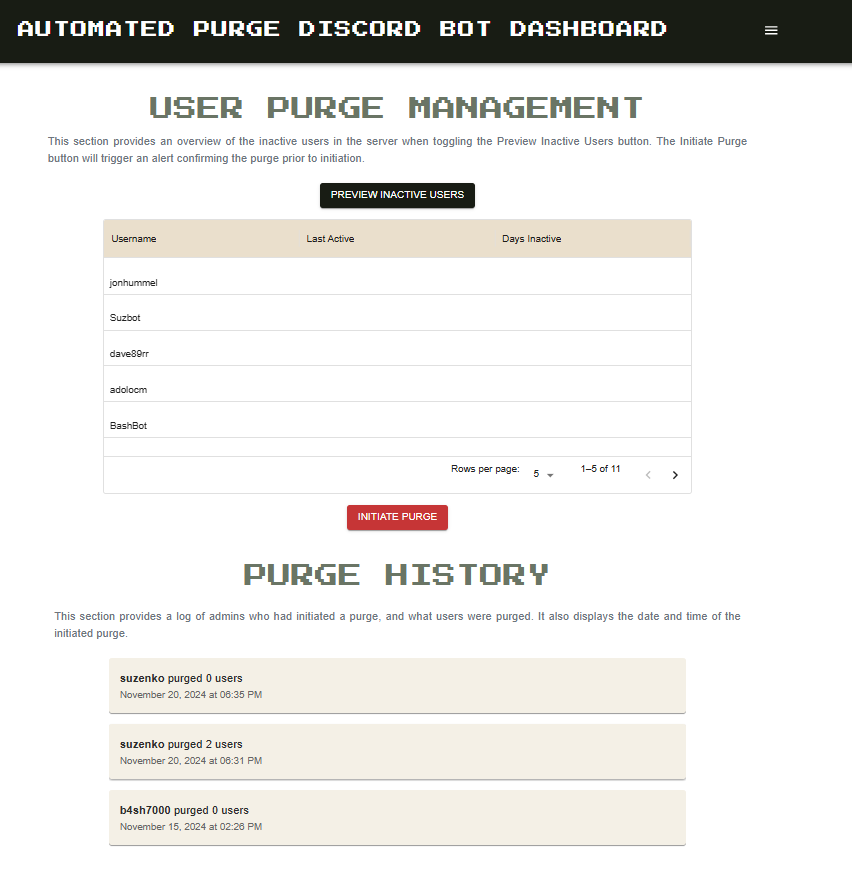 AUTOMATED PURGE DISCORD BOT DASHBOARD
USER PURGE MANAGEMENT
This section provides an overview of the inactive users in the server when toggling the Preview Inactive Users button. The Initiate Purge
button will trigger an alert confirming the purge prior to initiation.
PREVIEW INACTIVE USERS
Username Last Active Days Inactive
jonhummel
Suzbot
dave89rr
adolocm
BashBot
Rows per page: 5 1–5 of 11
INITIATE PURGE
PURGE HISTORY
This section provides a log of admins who had initiated a purge, and what users were purged. It also displays the date and time of the
initiated purge.
suzenko purged 0 users
November 20, 2024 at 06:35 PM
suzenko purged 2 users
November 20, 2024 at 06:31 PM
b4sh7000 purged 0 users
November 15, 2024 at 02:26 PM